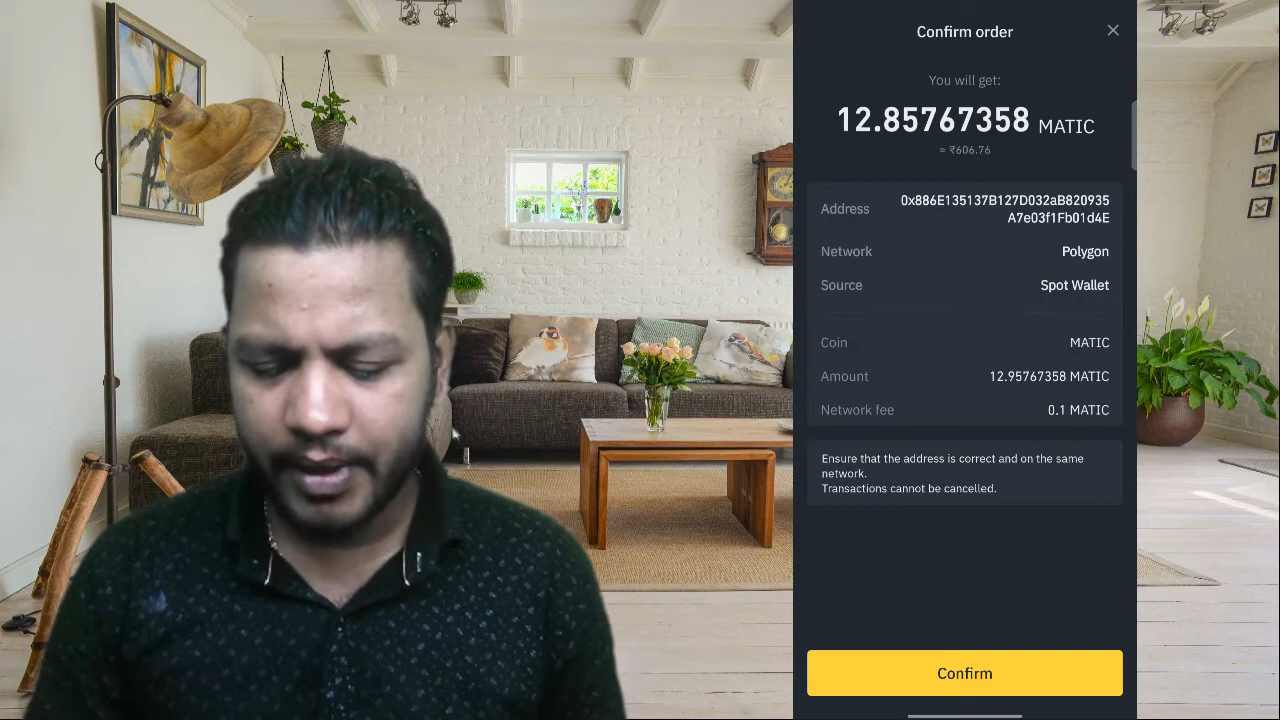 Confirm order
You will get:
12.85767358 MATIC
≈ ₹606.76
Address 0x886E135137B127D032aB820935
A7e03f1Fb01d4E
Network Polygon
Source Spot Wallet
Coin MATIC
Amount 12.95767358 MATIC
Network fee 0.1 MATIC
Ensure that the address is correct and on the same
network.
Transactions cannot be cancelled.
Confirm